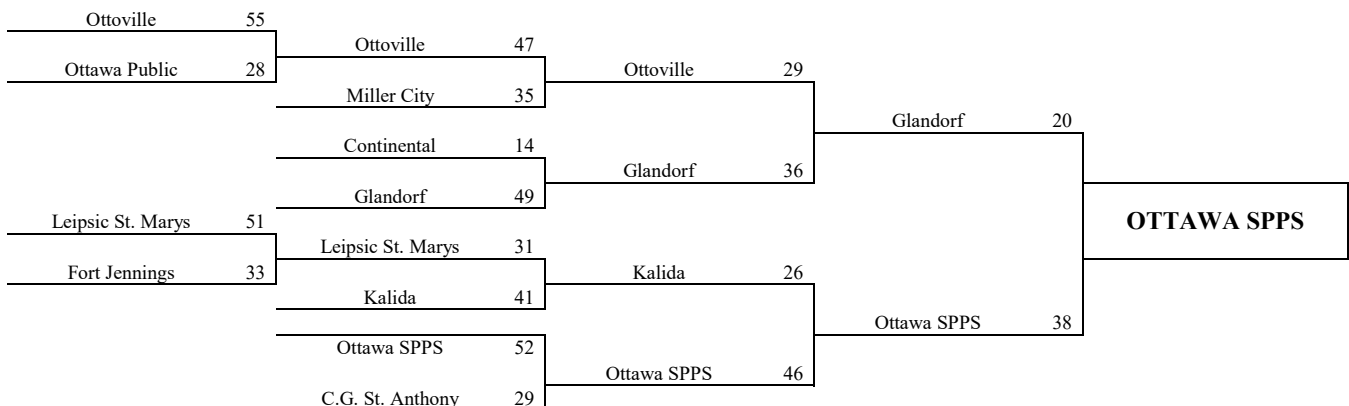 Ottoville 55
Ottoville 47
Ottawa Public 28
Ottoville 29
Miller City 35
Glandorf 20
Continental 14
Glandorf 36
Glandorf 49
Leipsic St. Marys 51
OTTAWA SPPS
Leipsic St. Marys 31
Fort Jennings 33
Kalida 26
Kalida 41
Ottawa SPPS 38
Ottawa SPPS 52
Ottawa SPPS 46
C.G. St. Anthony 29